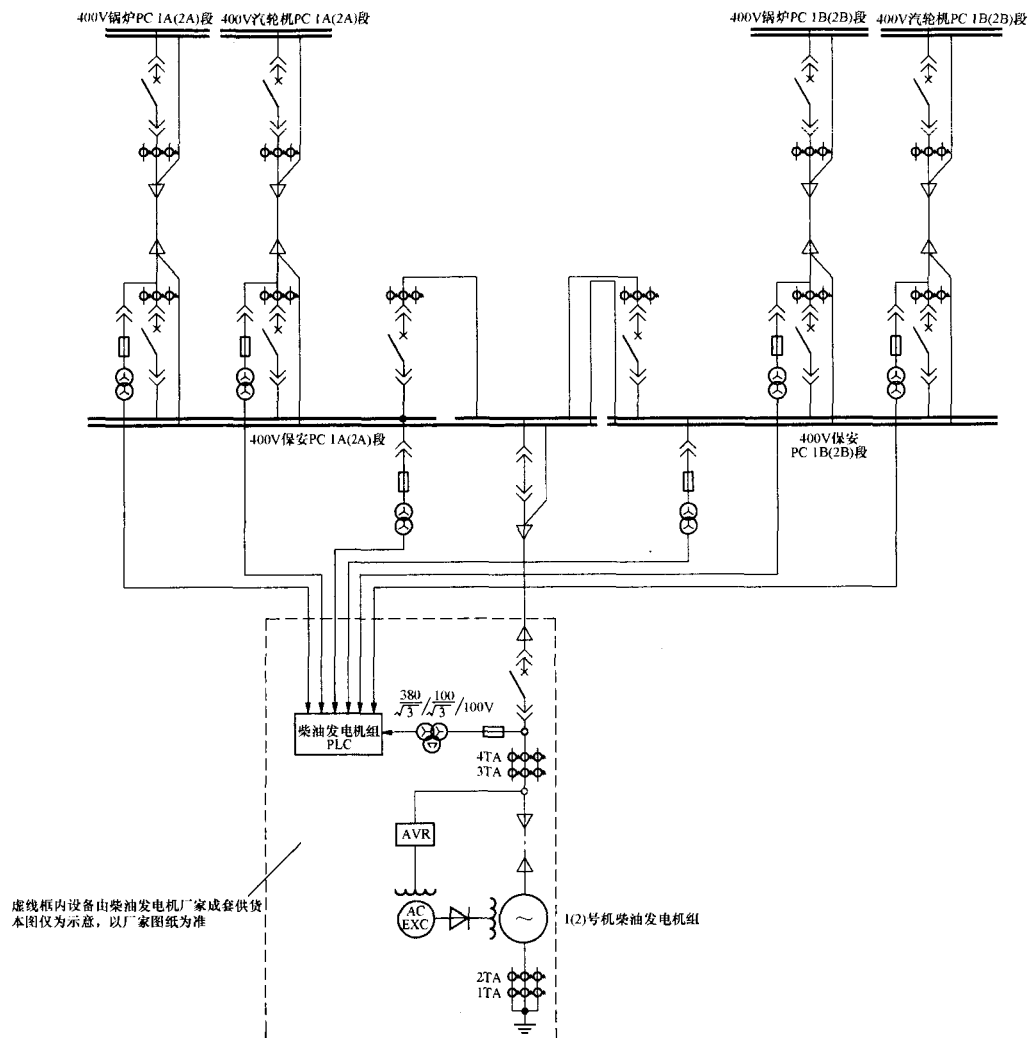 400V锅炉PC 1A(2A)段
400V汽轮机PC 1A(2A)段
400V锅炉PC 1B(2B)段
400V汽轮机PC 1B(2B)段
400V保安PC 1A(2A)段
400V保安
PC 1B(2B)段
380/√3/100/√3/100V
柴油发电机组
PLC
4TA
3TA
AVR
虚线框内设备由柴油发电机厂家成套供货
本图仅为示意，以厂家图纸为准
AC
EXC
~
1(2)号机柴油发电机组
2TA
1TA